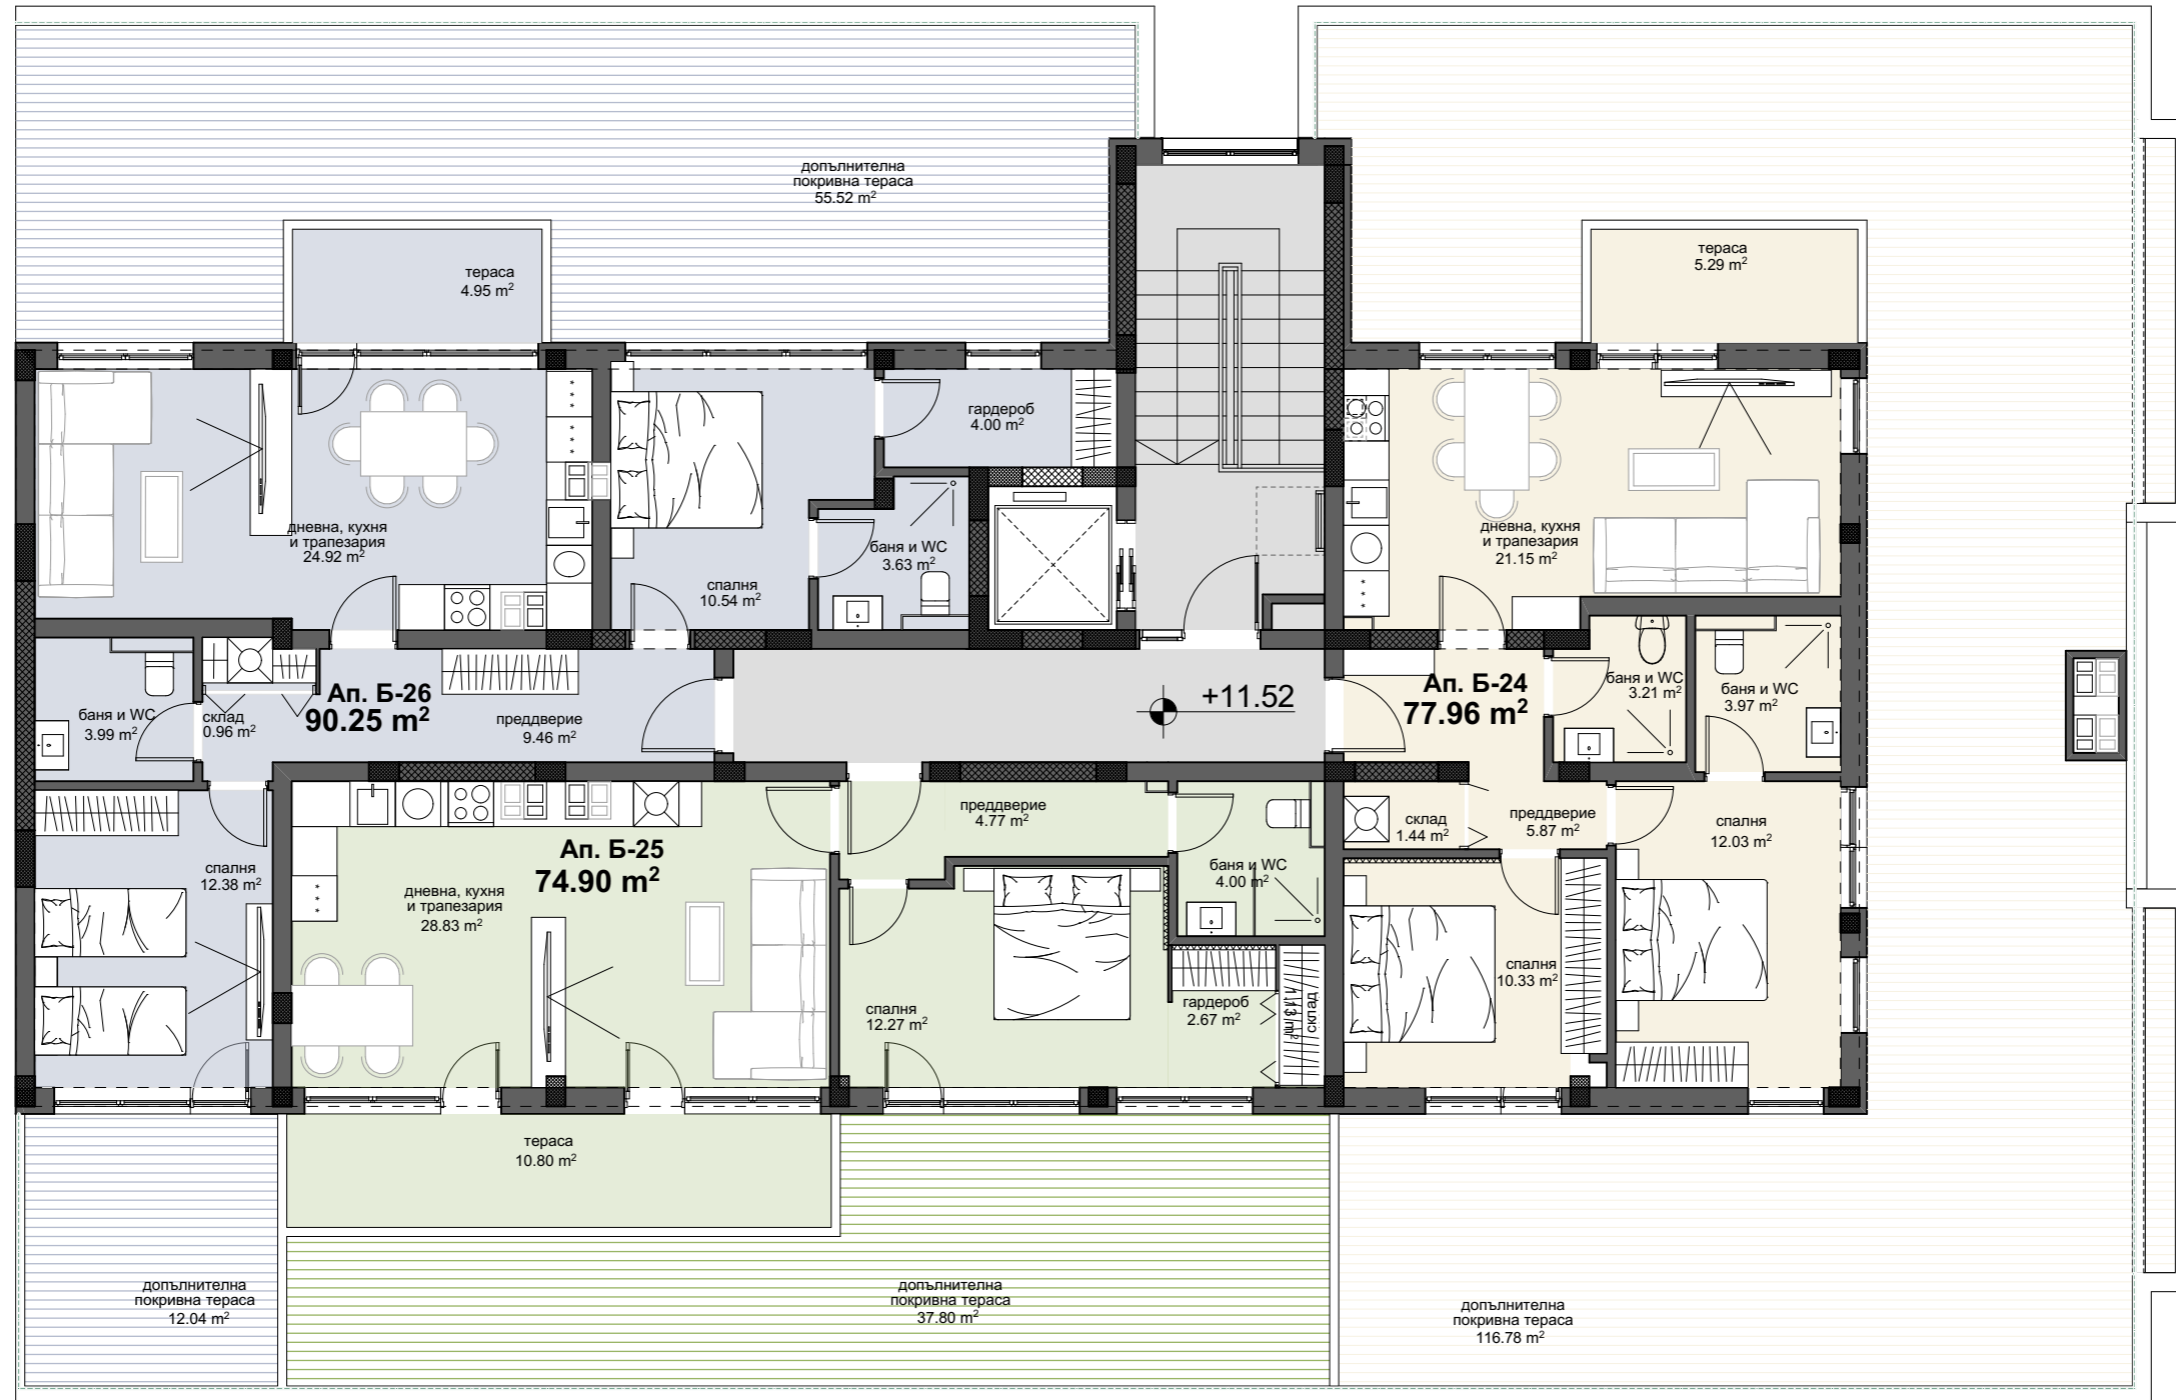 допълнителна
покривна тераса
55.52 m²
тераса
4.95 m²
тераса
5.29 m²
дневна, кухня
и трапезария
24.92 m²
спалня
10.54 m²
гардероб
4.00 m²
баня и WC
3.63 m²
дневна, кухня
и трапезария
21.15 m²
баня и WC
3.99 m²
склад
0.96 m²
Ап. Б-26
90.25 m²
преддверие
9.46 m²
+11.52
Ап. Б-24
77.96 m²
баня и WC
3.21 m²
баня и WC
3.97 m²
спалня
12.38 m²
Ап. Б-25
74.90 m²
дневна, кухня
и трапезария
28.83 m²
преддверие
4.77 m²
баня и WC
4.00 m²
склад
1.44 m²
преддверие
5.87 m²
спалня
12.03 m²
спалня
12.27 m²
гардероб
2.67 m²
склад
1.13 m²
спалня
10.33 m²
тераса
10.80 m²
допълнителна
покривна тераса
12.04 m²
допълнителна
покривна тераса
37.80 m²
допълнителна
покривна тераса
116.78 m²